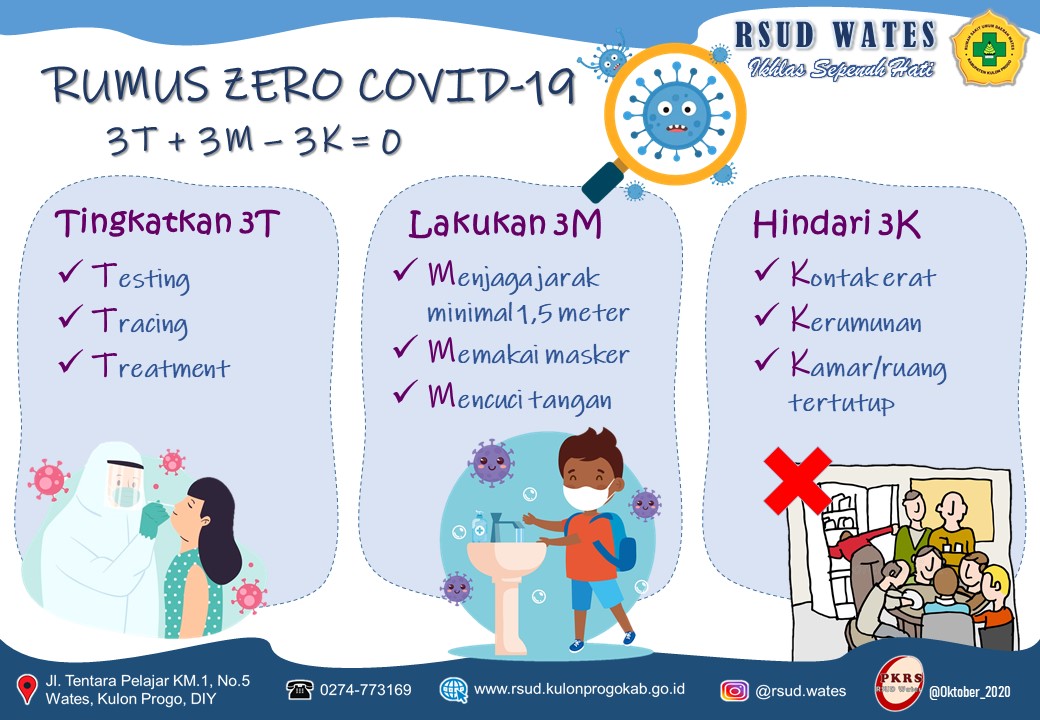 RSUD WATES
Ikhlas Sepenuh Hati
RUMUS ZERO COVID-19
3T + 3M – 3K = 0
Tingkatkan 3T
Testing
Tracing
Treatment
Lakukan 3M
Menjaga jarak
minimal 1,5 meter
Memakai masker
Mencuci tangan
Hindari 3K
Kontak erat
Kerumunan
Kamar/ruang
tertutup
Jl. Tentara Pelajar KM.1, No.5
Wates, Kulon Progo, DIY
0274-773169
www.rsud.kulonprogokab.go.id
@rsud.wates
PKRS
RSUD Wates
@Oktober_2020